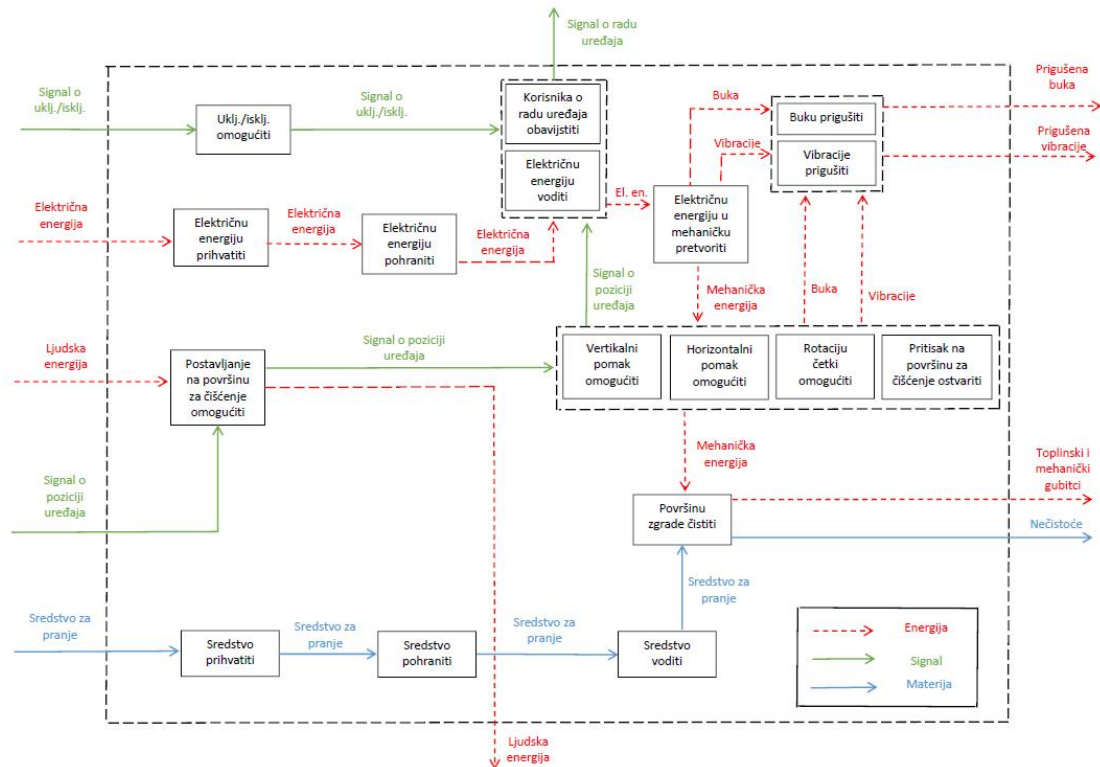 Signal o radu
uređaja
Signal o
uklj./isklj.
Uklj./isklj.
omogućiti
Signal o
uklj./isklj.
Korisnika o
radu uređaja
obavijstiti
Električnu
energiju
voditi
Buka
Vibracije
Buku prigušiti
Vibracije
prigušiti
Prigušena
buka
Prigušena
vibracije
Električna
energija
Električnu
energiju
prihvatiti
Električna
energija
Električnu
energiju
pohraniti
Električna
energija
El. en.
Električnu
energiju u
mehaničku
pretvoriti
Signal o
poziciji
uređaja
Mehanička
energija
Buka
Vibracije
Ljudska
energija
Postavljanje
na površinu
za čišćenje
omogućiti
Signal o poziciji
uređaja
Vertikalni
pomak
omogućiti
Horizontalni
pomak
omogućiti
Rotaciju
četki
omogućiti
Pritisak na
površinu za
čišćenje ostvariti
Signal o
poziciji
uređaja
Mehanička
energija
Površinu
zgrade čistiti
Toplinski i
mehanički
gubitci
Nečistoće
Sredstvo za
pranje
Sredstvo za
pranje
Sredstvo
prihvatiti
Sredstvo za
pranje
Sredstvo
pohraniti
Sredstvo za
pranje
Sredstvo
voditi
Energija
Signal
Materija
Ljudska
energija